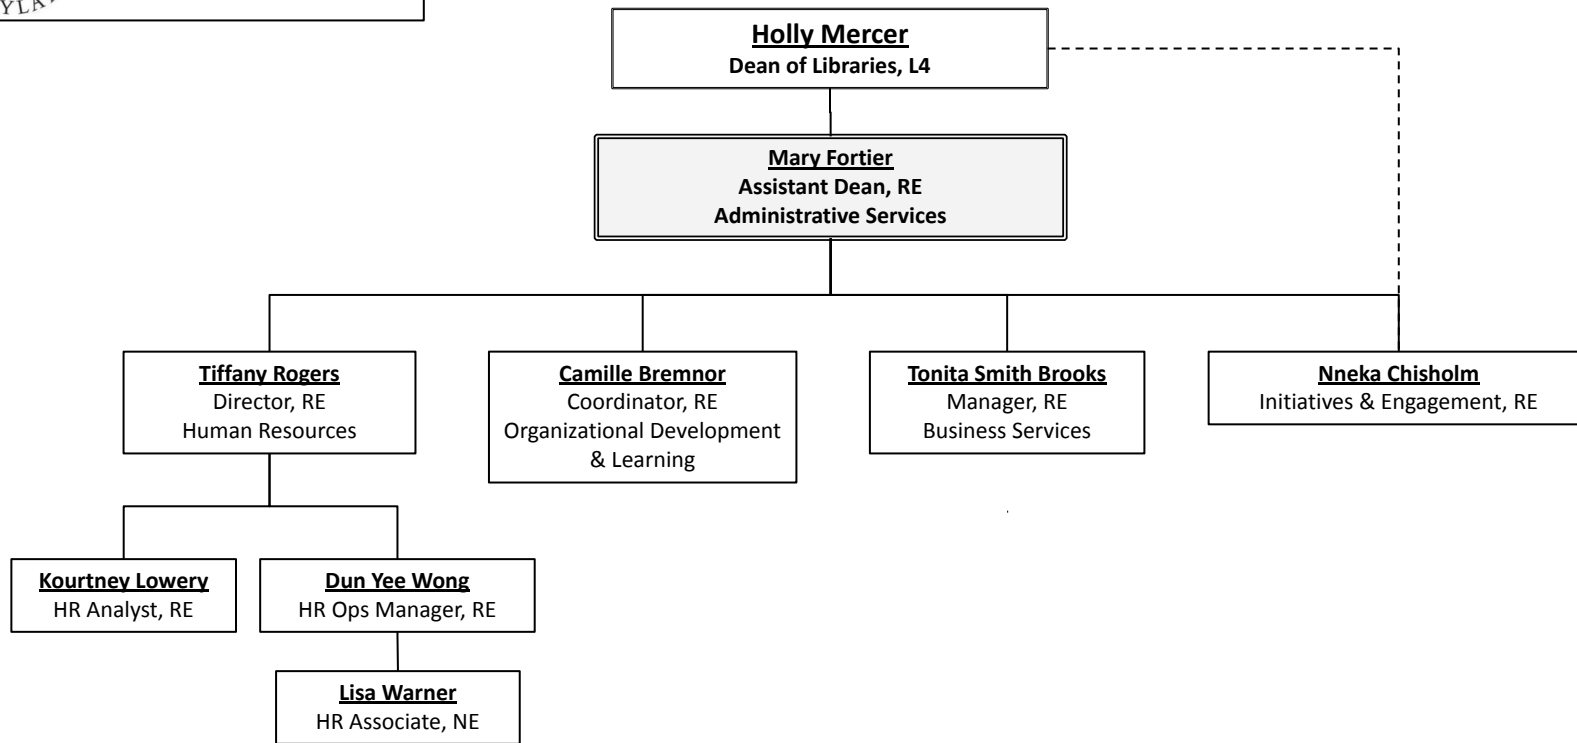 Holly Mercer
Dean of Libraries, L4
Mary Fortier
Assistant Dean, RE
Administrative Services
Tiffany Rogers
Director, RE
Human Resources
Camille Bremnor
Coordinator, RE
Organizational Development
& Learning
Tonita Smith Brooks
Manager, RE
Business Services
Nneka Chisholm
Initiatives & Engagement, RE
Kourtney Lowery
HR Analyst, RE
Dun Yee Wong
HR Ops Manager, RE
Lisa Warner
HR Associate, NE